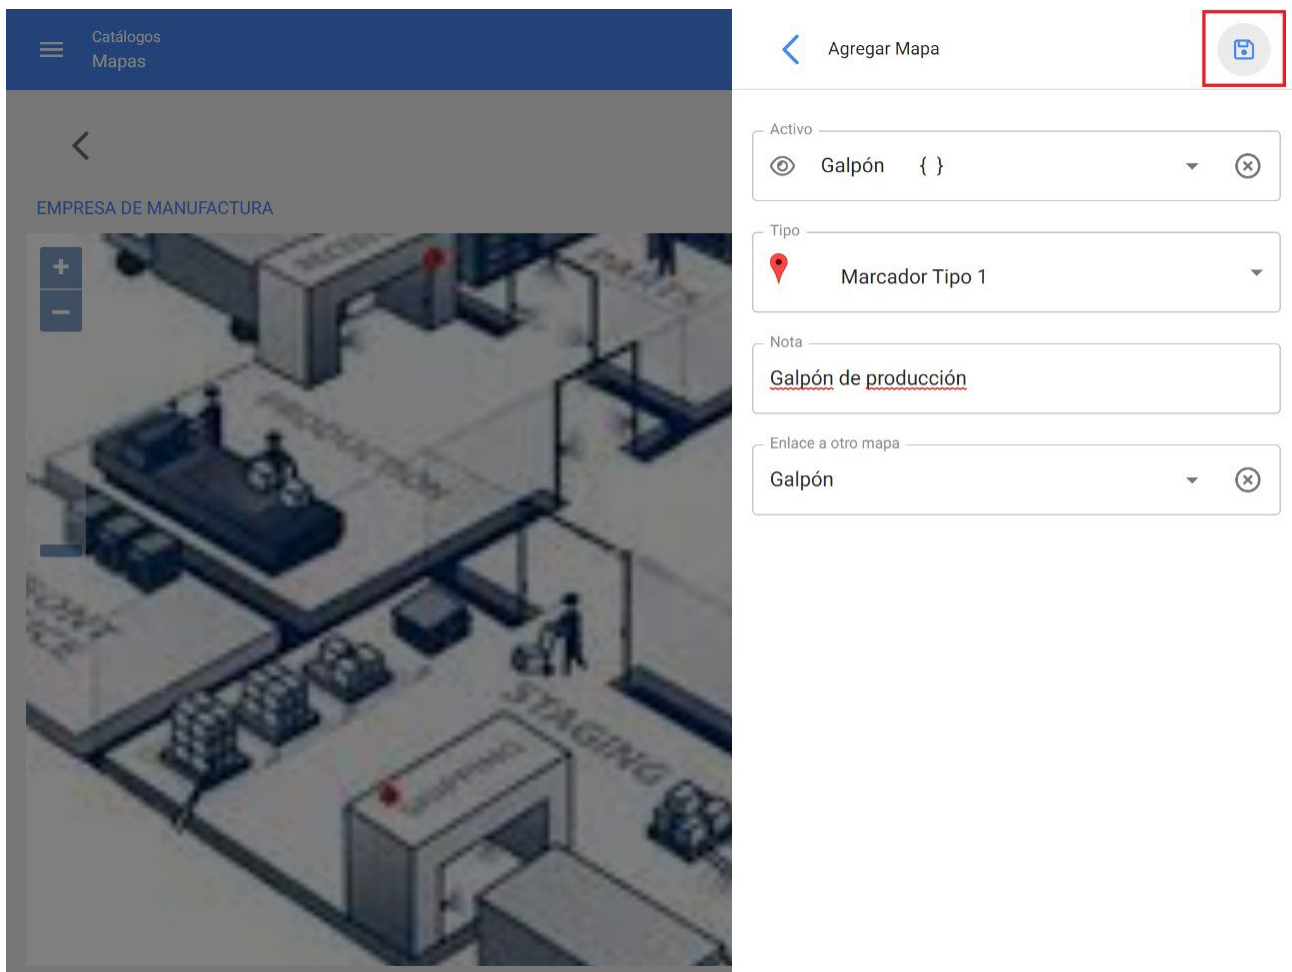 Catálogos
Mapas
EMPRESA DE MANUFACTURA
+
−
PRODUCTION
STAGING
SHIPPING
Agregar Mapa
Activo
Galpón { }
Tipo
Marcador Tipo 1
Nota
Galpón de producción
Enlace a otro mapa
Galpón